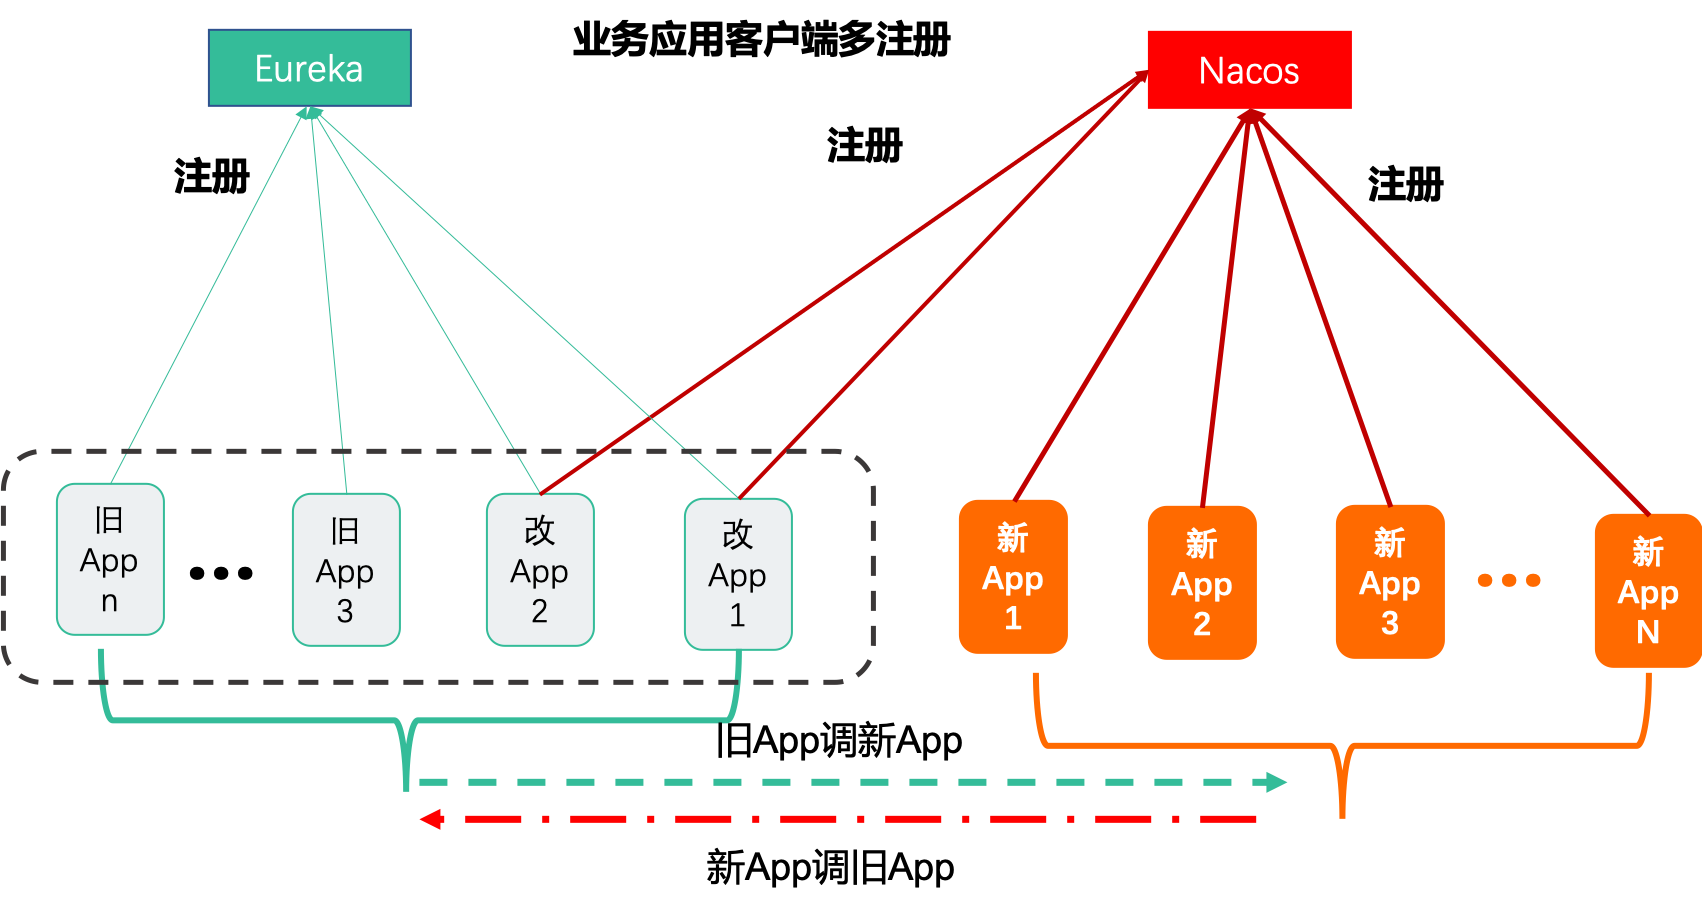 业务应用客户端多注册
Eureka
Nacos
注册
注册
注册
旧
App
n
旧
App
3
改
App
2
改
App
1
新
App
1
新
App
2
新
App
3
新
App
N
旧App调新App
新App调旧App